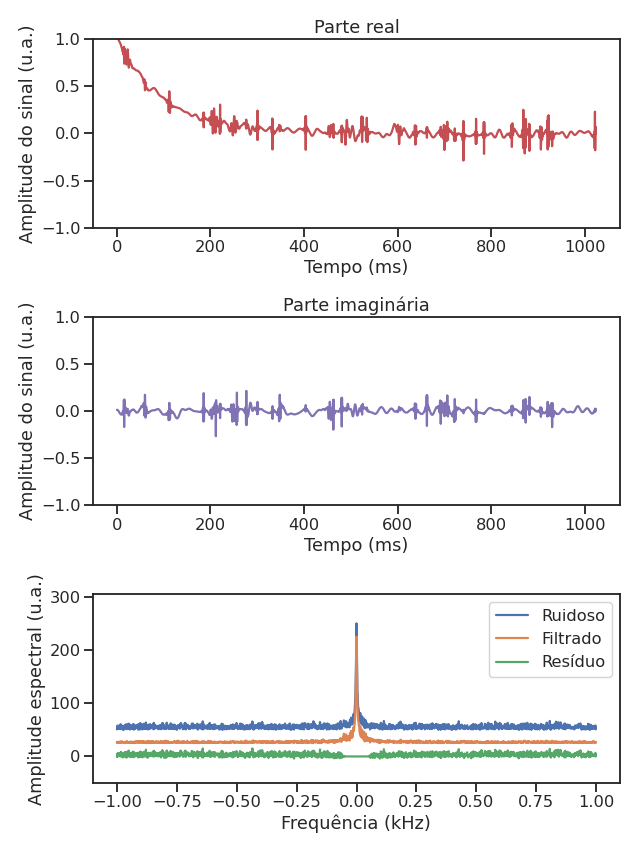 Parte real
Amplitude do sinal (u.a.)
1.0
0.5
0.0
−0.5
−1.0
0 200 400 600 800 1000
Tempo (ms)
Parte imaginária
Amplitude do sinal (u.a.)
1.0
0.5
0.0
−0.5
−1.0
0 200 400 600 800 1000
Tempo (ms)
Amplitude espectral (u.a.)
300
200
100
0
Ruidoso
Filtrado
Resíduo
−1.00 −0.75 −0.50 −0.25 0.00 0.25 0.50 0.75 1.00
Frequência (kHz)